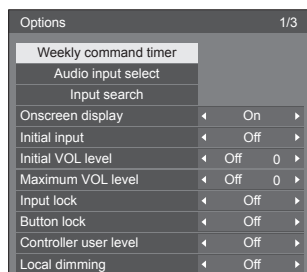 Options 1/3
Weekly command timer
Audio input select
Input search
Onscreen display On
Initial input Off
Initial VOL level Off 0
Maximum VOL level Off 0
Input lock Off
Button lock Off
Controller user level Off
Local dimming Off